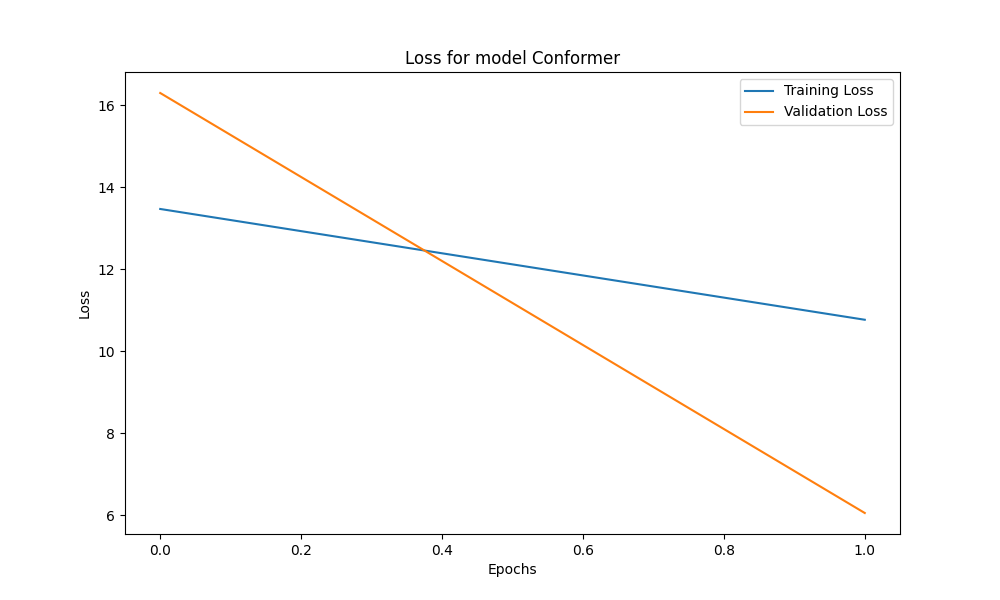 Loss for model Conformer
Training Loss
Validation Loss
16
14
12
10
8
6
Loss
0.0 0.2 0.4 0.6 0.8 1.0
Epochs